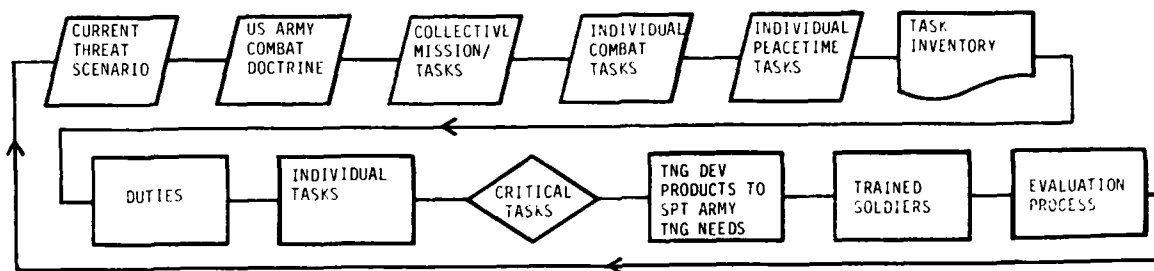 CURRENT
THREAT
SCENARIO
US ARMY
COMBAT
DOCTRINE
COLLECTIVE
MISSION/
TASKS
INDIVIDUAL
COMBAT
TASKS
INDIVIDUAL
PEACETIME
TASKS
TASK
INVENTORY
DUTIES
INDIVIDUAL
TASKS
CRITICAL
TASKS
TNG DEV
PRODUCTS TO
SPT ARMY
TNG NEEDS
TRAINED
SOLDIERS
EVALUATION
PROCESS